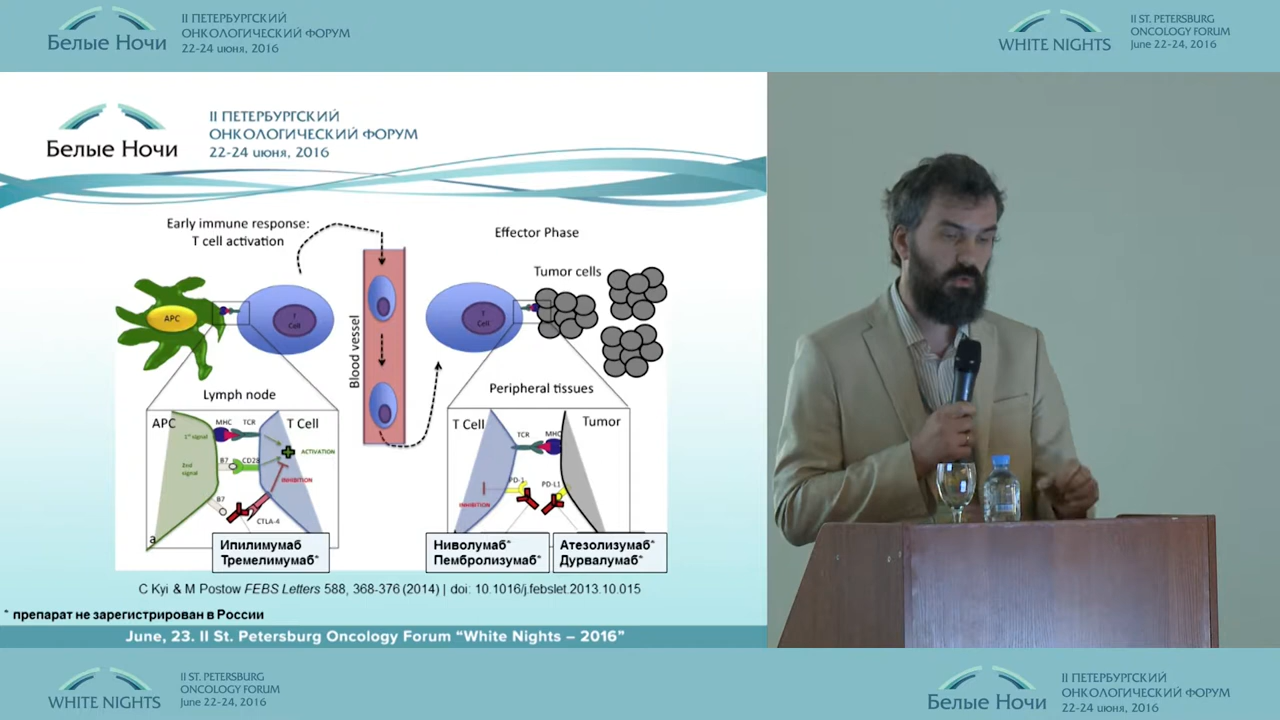 Белые Ночи
II ПЕТЕРБУРГСКИЙ
ОНКОЛОГИЧЕСКИЙ ФОРУМ
22-24 июня, 2016
WHITE NIGHTS
II ST. PETERSBURG
ONCOLOGY FORUM
June 22-24, 2016
Белые Ночи
II ПЕТЕРБУРГСКИЙ
ОНКОЛОГИЧЕСКИЙ ФОРУМ
22-24 июня, 2016
Early immune response:
T cell activation
Effector Phase
Tumor cells
APC
T
Cell
Blood vessel
T
Cell
Lymph node
Peripheral tissues
APC
MHC
TCR
T Cell
1st signal
ACTIVATION
B7
CD28
2nd
signal
INHIBITION
B7
CTLA-4
a
T Cell
TCR
MHC
Tumor
PD-1
PD-L1
INHIBITION
Ипилимумаб
Тремелимумаб*
Ниволумаб*
Пембролизумаб*
Атезолизумаб*
Дурвалумаб*
C Kyi & M Postow FEBS Letters 588, 368-376 (2014) | doi: 10.1016/j.febslet.2013.10.015
* препарат не зарегистрирован в России
June, 23. II St. Petersburg Oncology Forum “White Nights – 2016”
WHITE NIGHTS
II ST. PETERSBURG
ONCOLOGY FORUM
June 22-24, 2016
Белые Ночи
II ПЕТЕРБУРГСКИЙ
ОНКОЛОГИЧЕСКИЙ ФОРУМ
22-24 июня, 2016